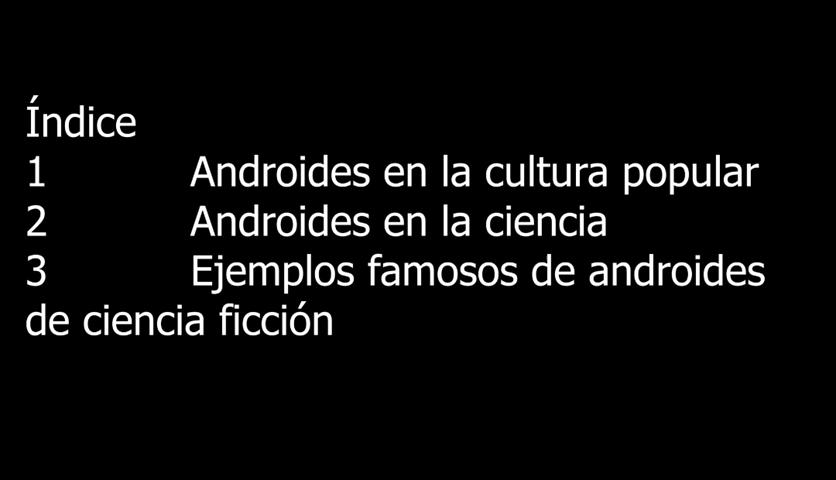 Índice
1 Androides en la cultura popular
2 Androides en la ciencia
3 Ejemplos famosos de androides
de ciencia ficción